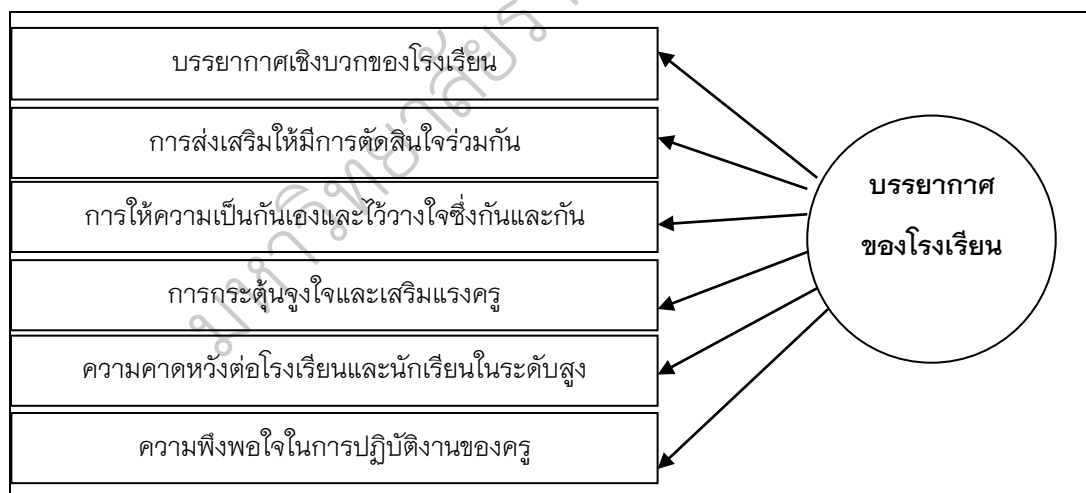 บรรยากาศเชิงบวกของโรงเรียน
การส่งเสริมให้มีการตัดสินใจร่วมกัน
การให้ความเป็นกันเองและไว้วางใจซึ่งกันและกัน
การกระตุ้นจูงใจและเสริมแรงครู
ความคาดหวังต่อโรงเรียนและนักเรียนในระดับสูง
ความพึงพอใจในการปฏิบัติงานของครู
บรรยากาศ
ของโรงเรียน
มหาวิทยาลัยร